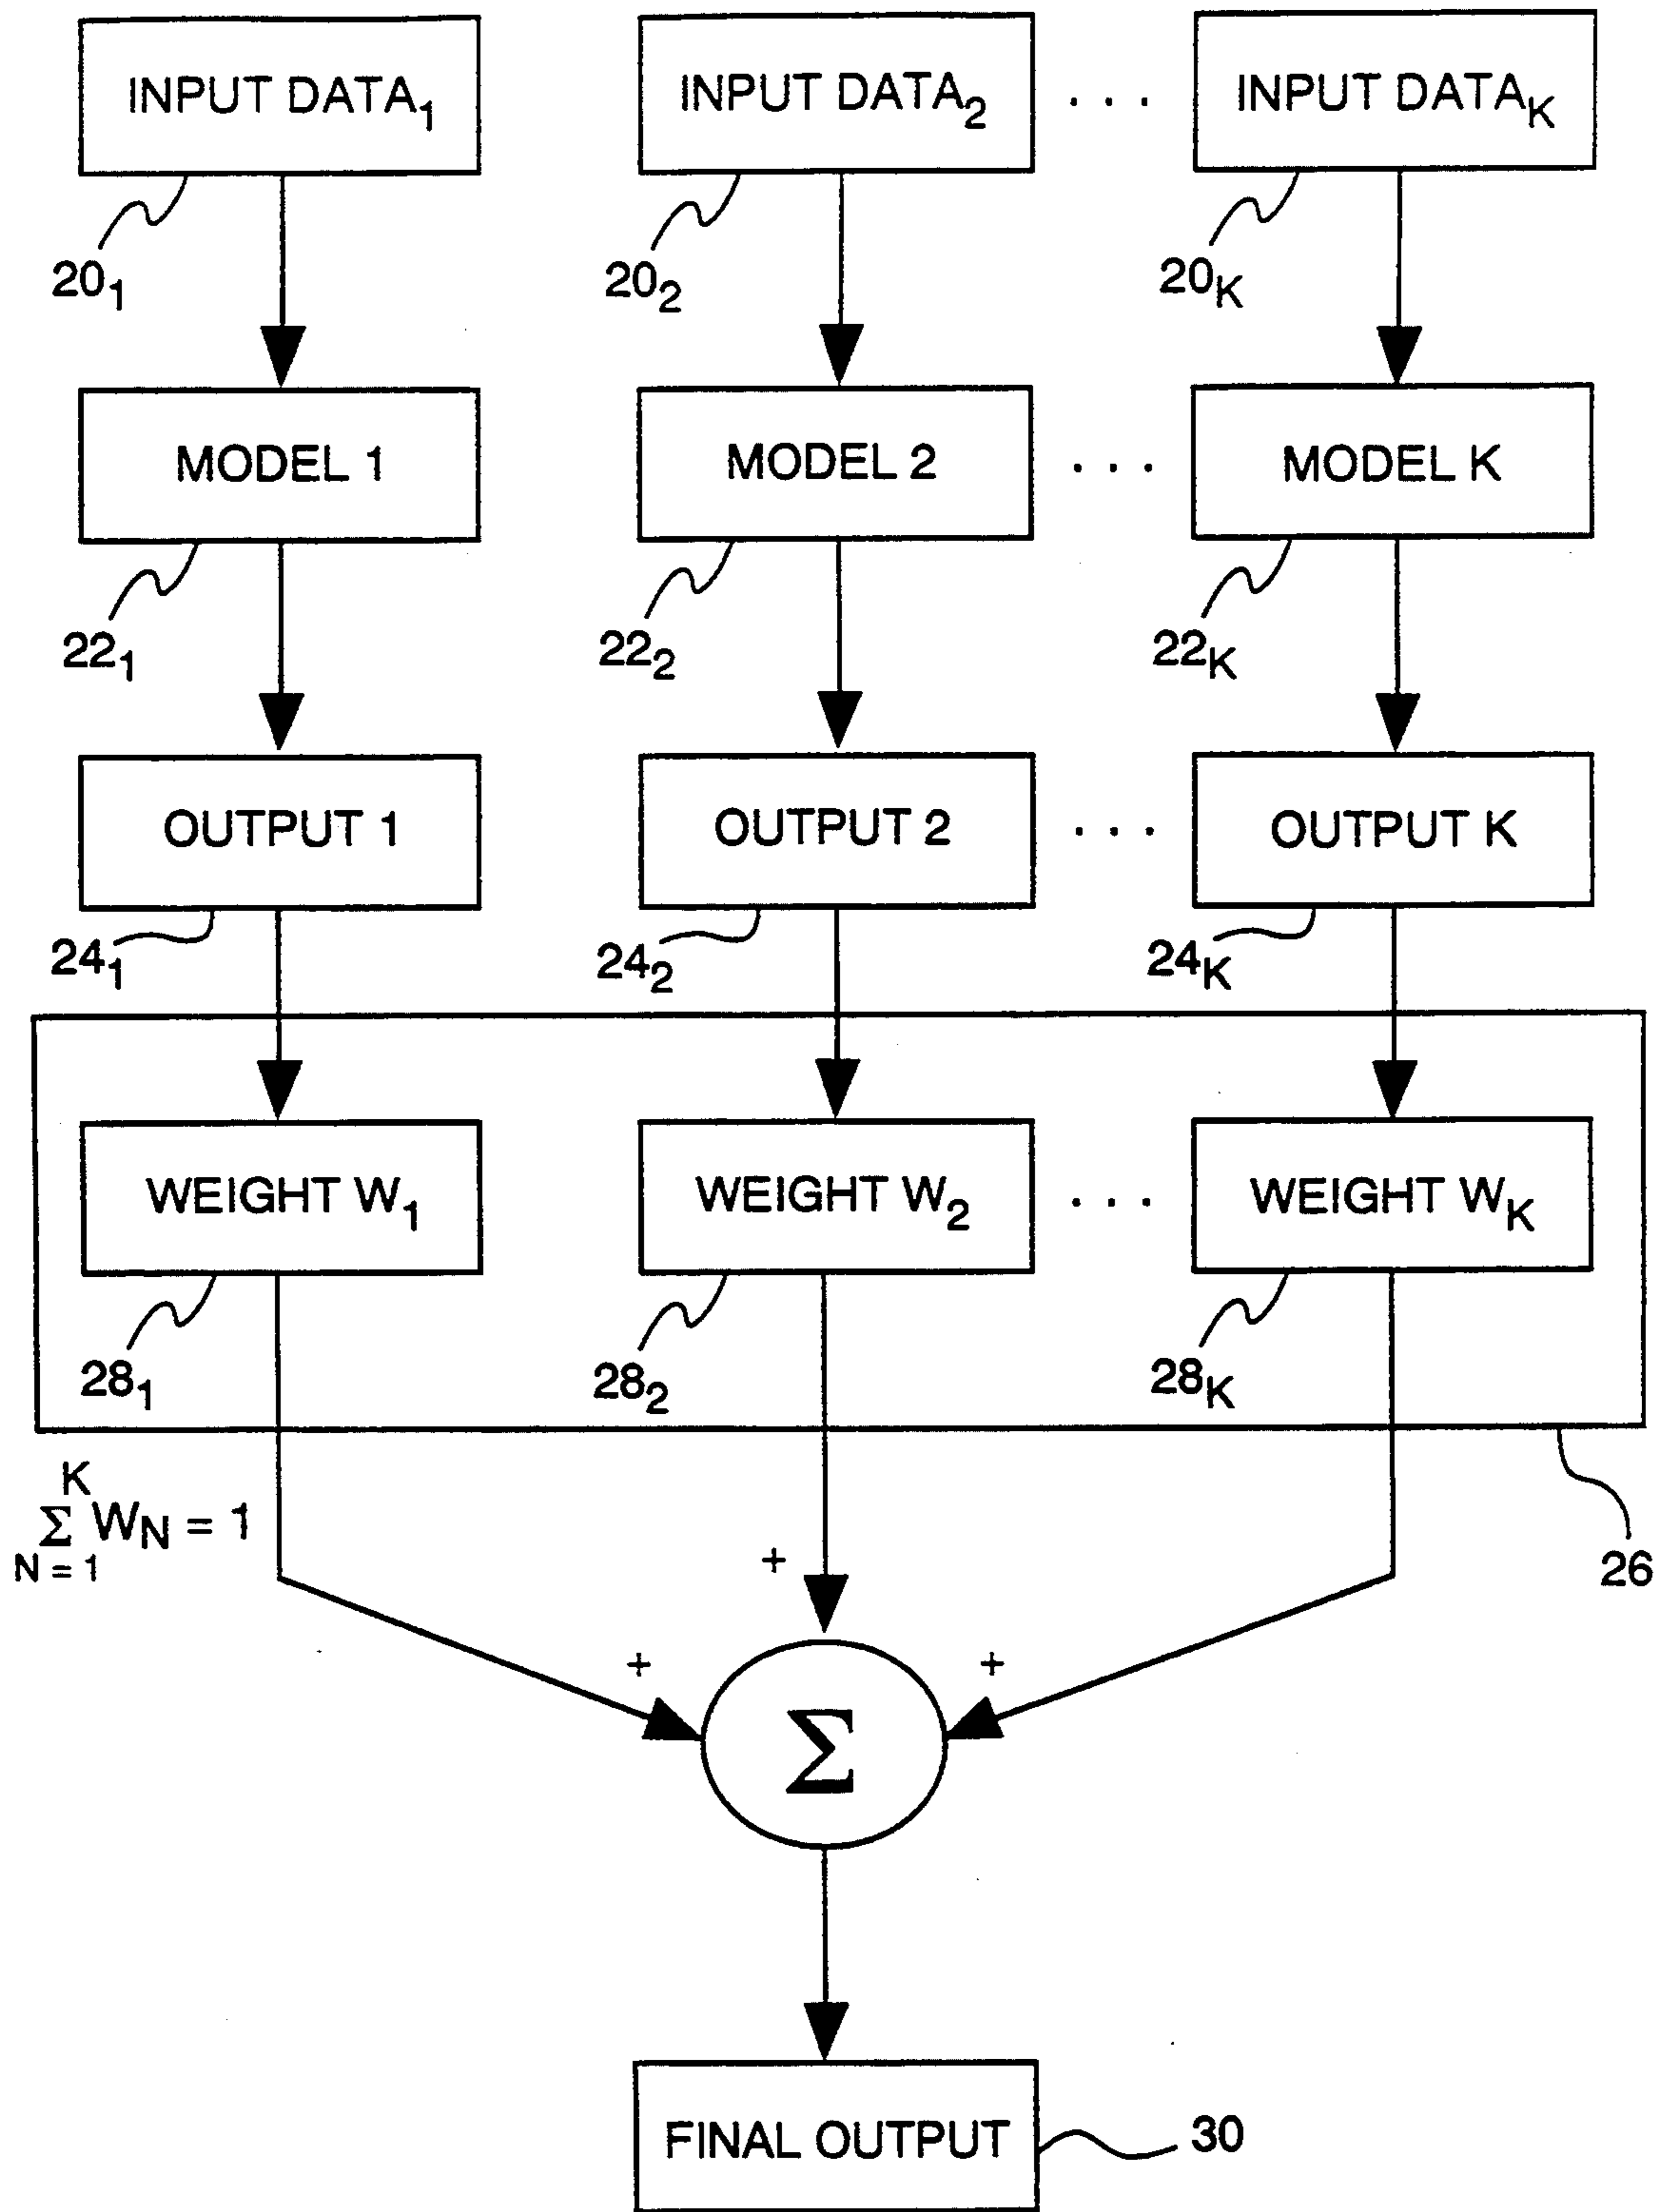 INPUT DATA₁ INPUT DATA₂ . . . INPUT DATAₖ
20₁ 20₂ 20ₖ
MODEL 1 MODEL 2 . . . MODEL K
22₁ 22₂ 22ₖ
OUTPUT 1 OUTPUT 2 . . . OUTPUT K
24₁ 24₂ 24ₖ
WEIGHT W₁ WEIGHT W₂ . . . WEIGHT Wₖ
28₁ 28₂ 28ₖ
K
Σ W_N = 1
N = 1
26
+
+ +
Σ
FINAL OUTPUT 30